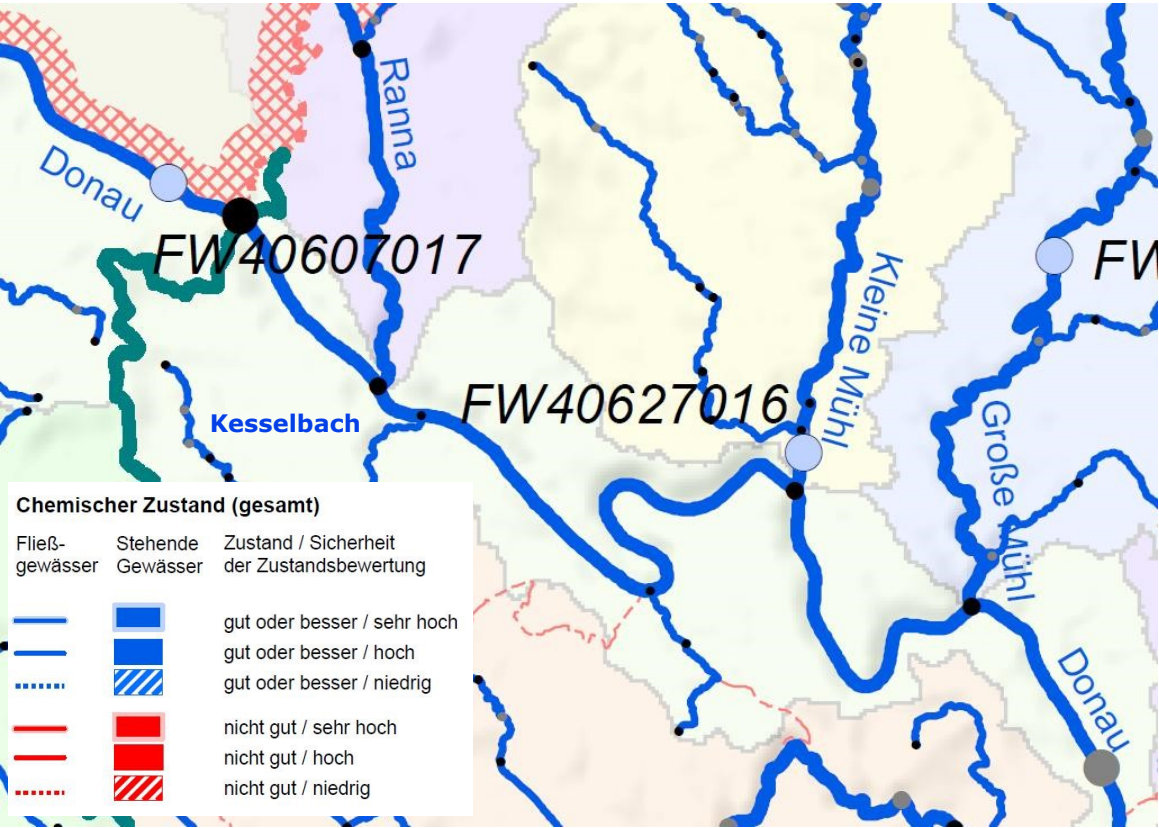 Ranna
Donau
FW40607017
FW
Kleine Mühl
FW40627016
Kesselbach
Große Mühl
Donau
Chemischer Zustand (gesamt)
Fließ-
gewässer
Stehende
Gewässer
Zustand / Sicherheit
der Zustandsbewertung
gut oder besser / sehr hoch
gut oder besser / hoch
gut oder besser / niedrig
nicht gut / sehr hoch
nicht gut / hoch
nicht gut / niedrig